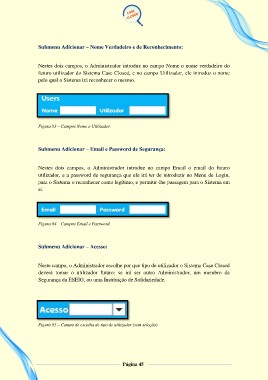 CASE CLOSED
Submenu Adicionar – Nome Verdadeiro e de Reconhecimento:
Nestes dois campos, o Administrador introduz no campo Nome o nome verdadeiro do
futuro utilizador do Sistema Case Closed, e no campo Utilizador, ele introduz o nome
pelo qual o Sistema irá reconhecer o mesmo.
Users
Nome Utilizador
Figura 93 – Campos Nome e Utilizador.
Submenu Adicionar – Email e Password de Segurança:
Nestes dois campos, o Administrador introduz no campo Email o email do futuro
utilizador, e a password de segurança que ele irá ter de introduzir no Menu de Login,
para o Sistema o reconhecer como legítimo, e permitir-lhe passagem para o Sistema em
si.
Email Password
Figura 94 – Campos Email e Password
Submenu Adicionar – Acesso:
Neste campo, o Administrador escolhe por que tipo de utilizador o Sistema Case Closed
deverá tomar o utilizador futuro: se irá ser outro Administrador, um membro da
Segurança do ou uma Instituição de Solidariedade.
Acesso
Figura 95 – Campo de escolha do tipo de utilizador (sem seleção)
Página 45